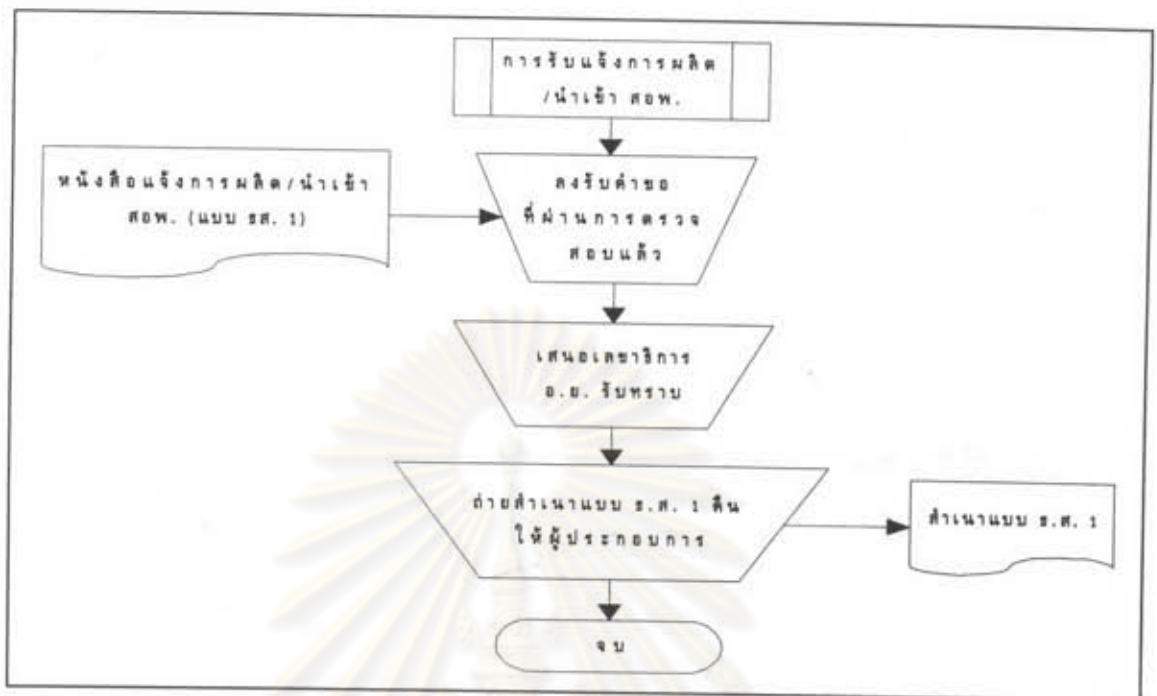 การรับแจ้งการผลิต
/นำเข้า สอพ.
หนังสือแจ้งการผลิต/นำเข้า
สอพ. (แบบ ธส. 1)
ลงรับคำขอ
ที่ผ่านการตรวจ
สอบแล้ว
เสนอเลขาธิการ
อ.ย. รับทราบ
ถ่ายสำเนาแบบ ธ.ส. 1 คืน
ให้ผู้ประกอบการ
สำเนาแบบ ธ.ส. 1
จบ